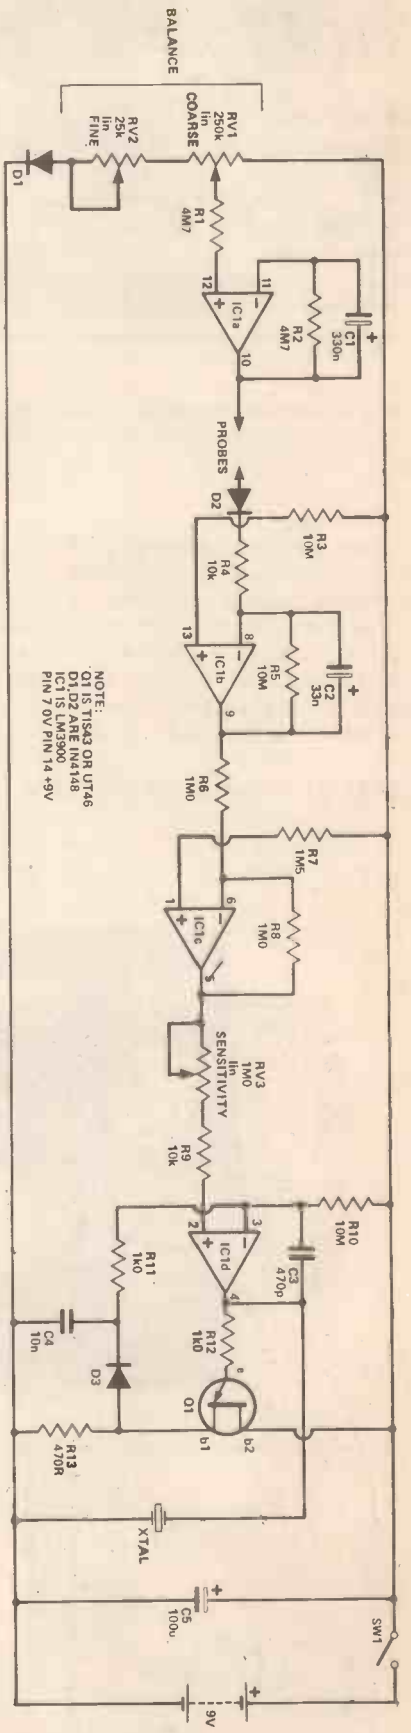 BALANCE
RV1
250k
lin
COARSE
RV2
25k
lin
FINE
D1
R1
4M7
12
11
+
−
IC1a
10
R2
4M7
C1
330n
+
PROBES
D2
R3
10M
R4
10k
13
8
+
−
IC1b
9
R5
10M
C2
33n
+
NOTE:
Q1 IS TIS43 OR UT46
D1,D2 ARE IN4148
IC1 IS LM3900
PIN 7 0V PIN 14 +9V
R6
1M0
R7
1M5
1
6
+
−
IC1c
5
R8
1M0
RV3
1M0
lin
SENSITIVITY
R9
10k
2
3
+
−
IC1d
4
R10
10M
C3
470p
R11
1k0
R12
1k0
C4
10n
D3
Q1
e
b1
b2
R13
470R
XTAL
C5
100u
+
SW1
9V
+